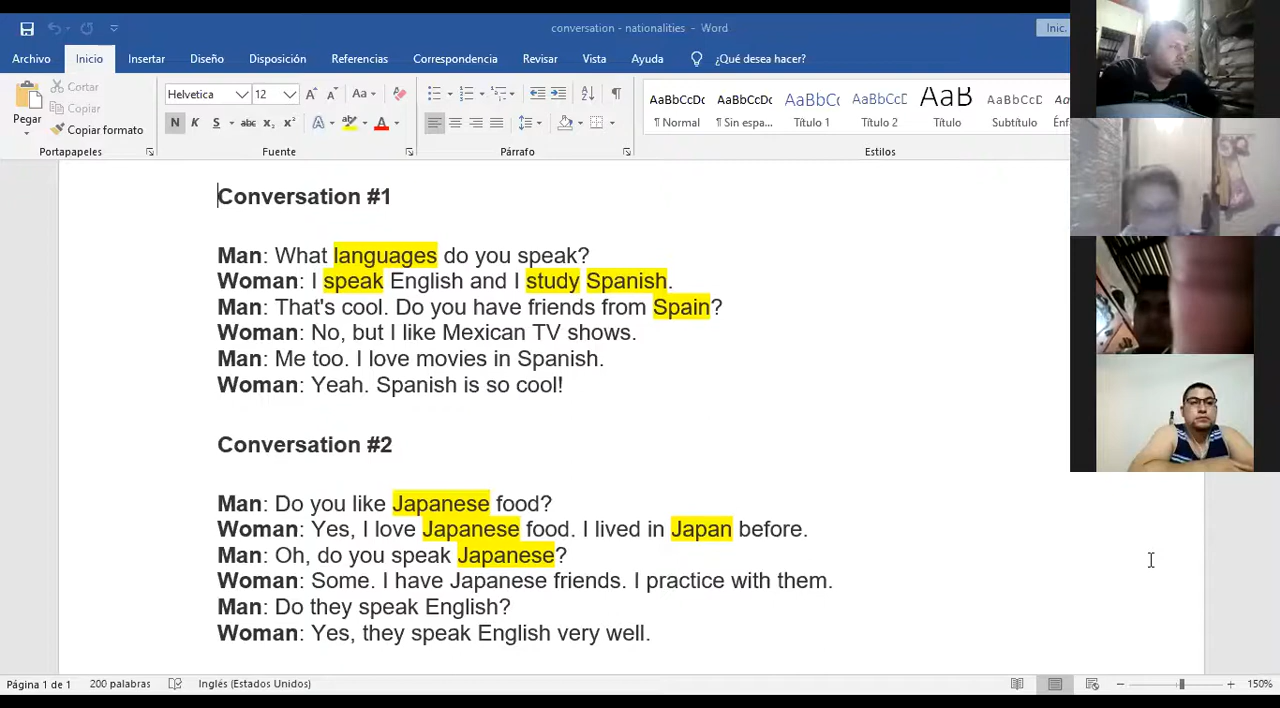 conversation - nationalities - Word
Inic.
Archivo Inicio Insertar Diseño Disposición Referencias Correspondencia Revisar Vista Ayuda ¿Qué desea hacer?
Pegar
Cortar
Copiar
Copiar formato
Portapapeles
Helvetica 12 Aa
N K S abc x₂ x² A A
Fuente
Párrafo
AaBbCcDc AaBbCcDc AaBbCc AaBbCcD AaB AaBbCcD
¶ Normal ¶ Sin espa... Título 1 Título 2 Título Subtítulo
Estilos
Conversation #1
Man: What languages do you speak?
Woman: I speak English and I study Spanish.
Man: That's cool. Do you have friends from Spain?
Woman: No, but I like Mexican TV shows.
Man: Me too. I love movies in Spanish.
Woman: Yeah. Spanish is so cool!
Conversation #2
Man: Do you like Japanese food?
Woman: Yes, I love Japanese food. I lived in Japan before.
Man: Oh, do you speak Japanese?
Woman: Some. I have Japanese friends. I practice with them.
Man: Do they speak English?
Woman: Yes, they speak English very well.
Página 1 de 1 200 palabras Inglés (Estados Unidos) 150%